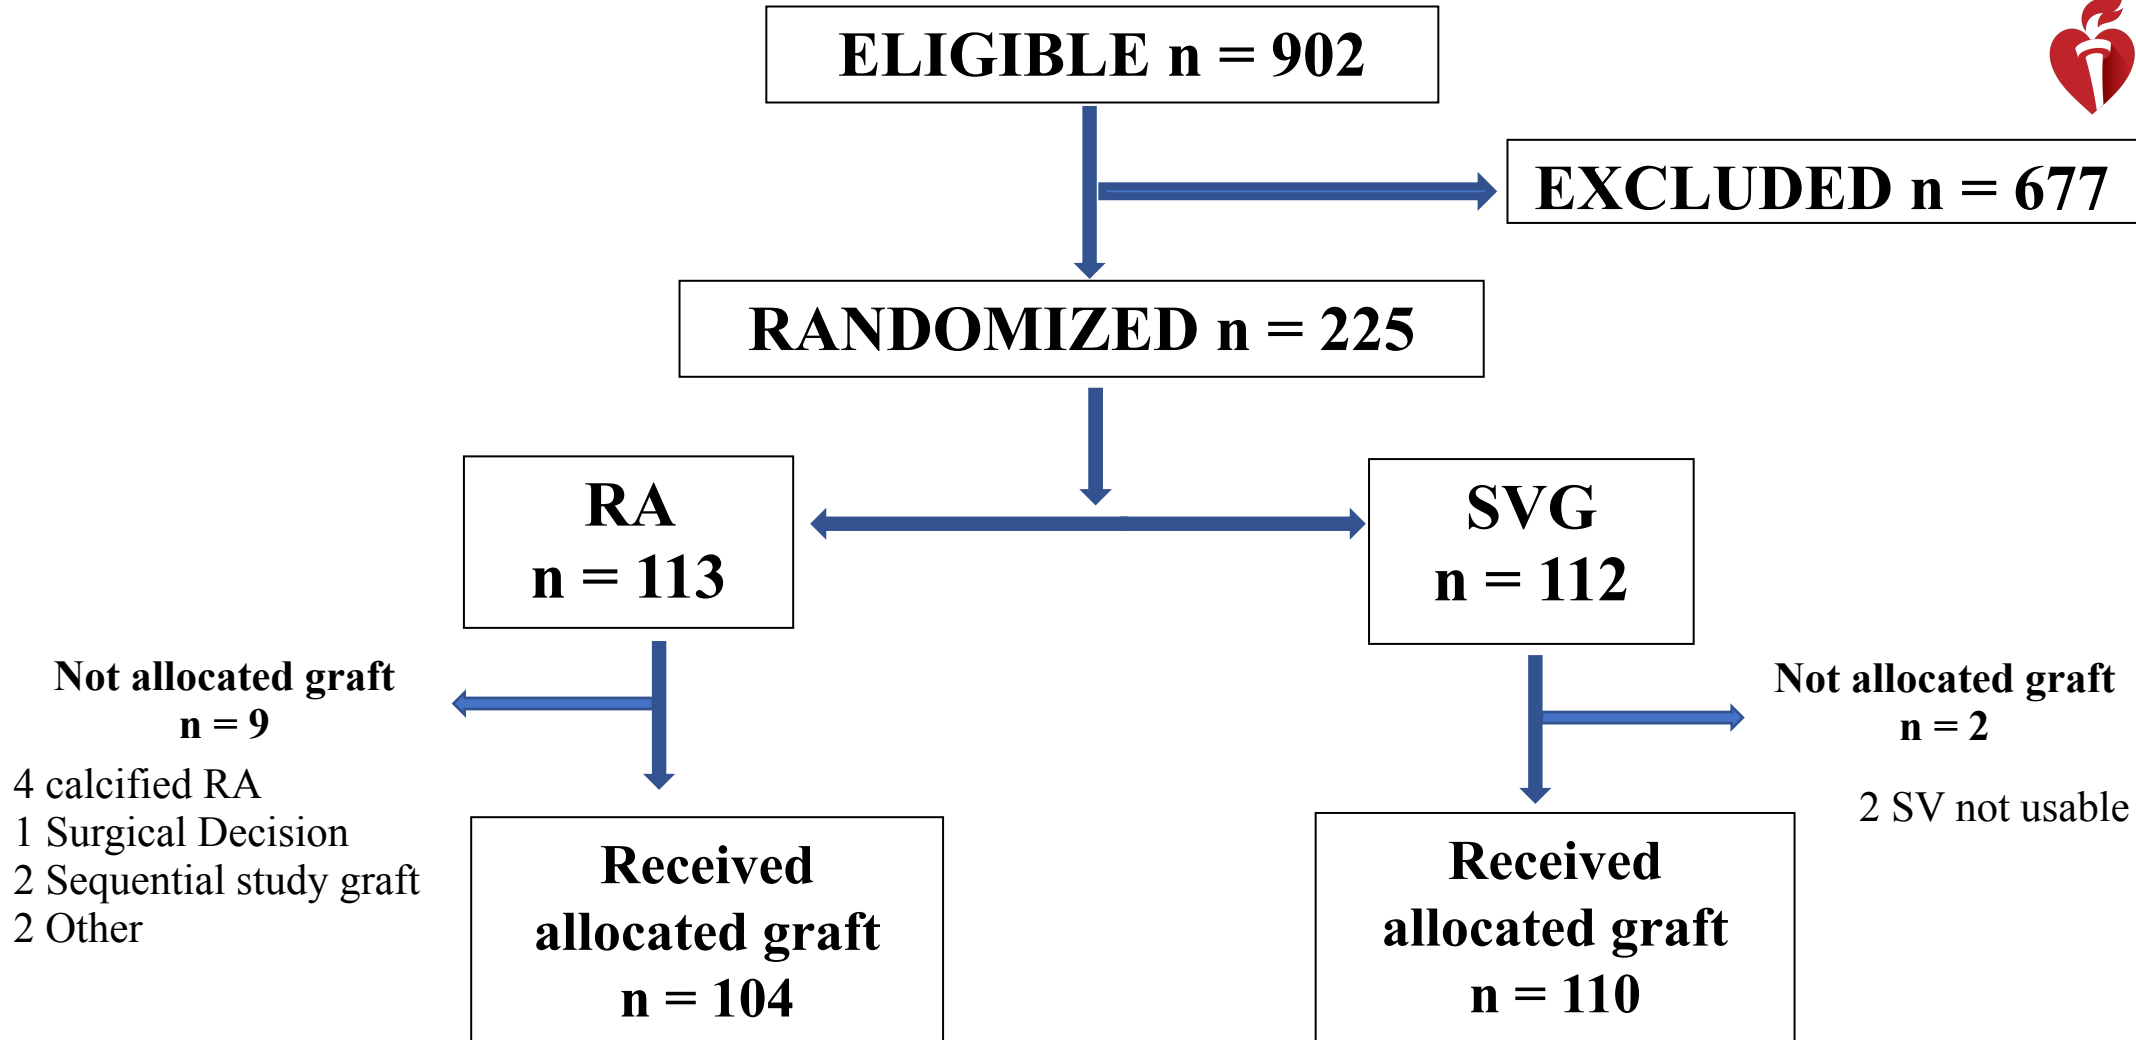 ELIGIBLE n = 902
EXCLUDED n = 677
RANDOMIZED n = 225
RA
n = 113
SVG
n = 112
Not allocated graft
n = 9
4 calcified RA
1 Surgical Decision
2 Sequential study graft
2 Other
Not allocated graft
n = 2
2 SV not usable
Received
allocated graft
n = 104
Received
allocated graft
n = 110